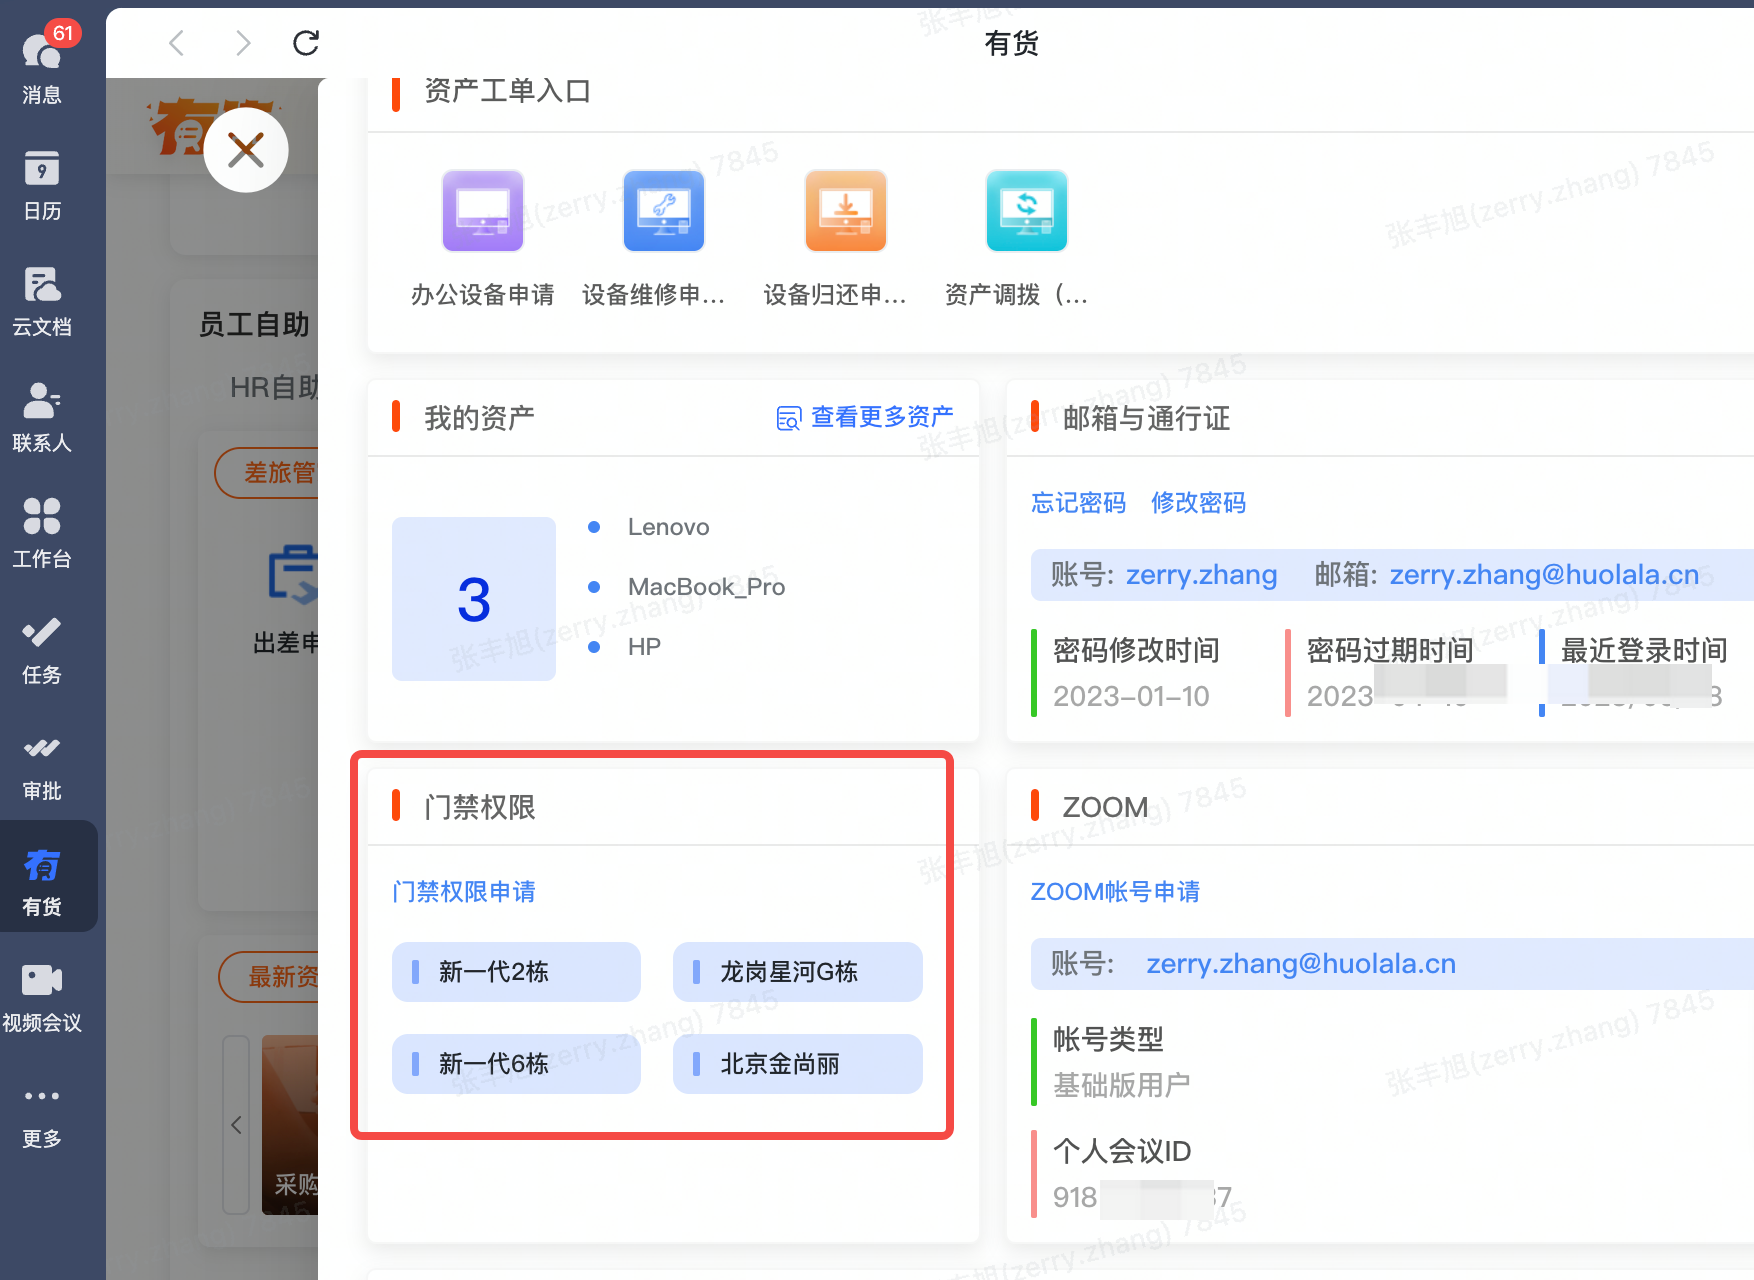 61
消息
9
日历
云文档
联系人
工作台
任务
审批
有货
视频会议
更多
有货
员工自助
HR自助
差旅管
出差申
最新资
采购
资产工单入口
办公设备申请
设备维修申...
设备归还申...
资产调拨（...
我的资产
查看更多资产
3
Lenovo
MacBook_Pro
HP
邮箱与通行证
忘记密码 修改密码
账号: zerry.zhang 邮箱: zerry.zhang@huolala.cn
密码修改时间
2023-01-10
密码过期时间
2023
最近登录时间
门禁权限
门禁权限申请
新一代2栋
龙岗星河G栋
新一代6栋
北京金尚丽
ZOOM
ZOOM帐号申请
账号: zerry.zhang@huolala.cn
帐号类型
基础版用户
个人会议ID
918
37
张丰旭(zerry.zhang) 7845